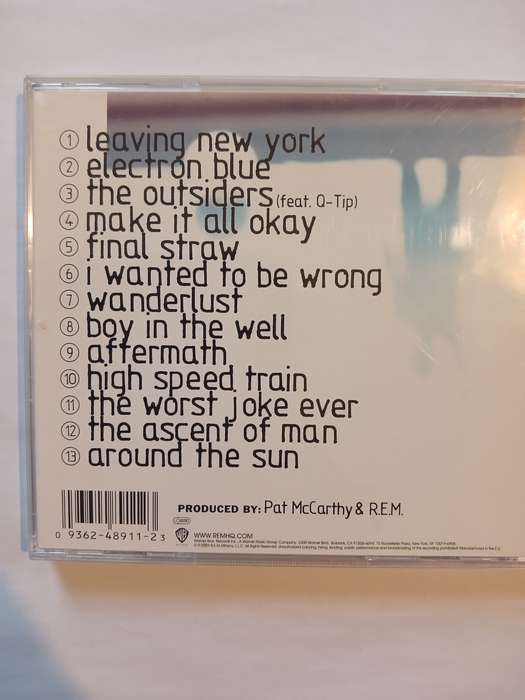 1 leaving new york
2 electron blue
3 the outsiders (feat. Q-Tip)
4 make it all okay
5 final straw
6 i wanted to be wrong
7 wanderlust
8 boy in the well
9 aftermath
10 high speed train
11 the worst joke ever
12 the ascent of man
13 around the sun
PRODUCED BY: Pat McCarthy & R.E.M.
0 9362-48911-2 3
WWW.REMHQ.COM